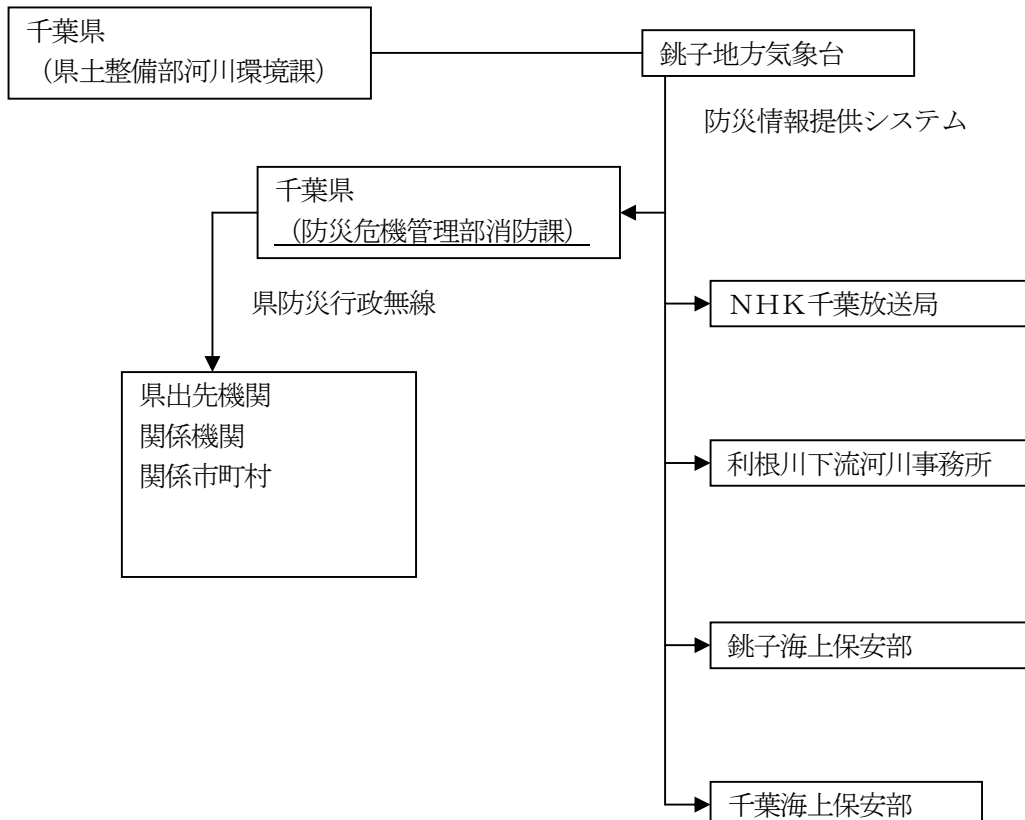 千葉県
（県土整備部河川環境課）
銚子地方気象台
防災情報提供システム
千葉県
（防災危機管理部消防課）
県防災行政無線
ＮＨＫ千葉放送局
県出先機関
関係機関
関係市町村
利根川下流河川事務所
銚子海上保安部
千葉海上保安部